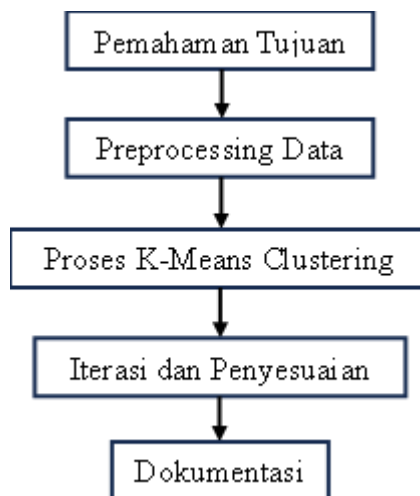 Pemahaman Tujuan
Preprocessing Data
Proses K-Means Clustering
Iterasi dan Penyesuaian
Dokumentasi